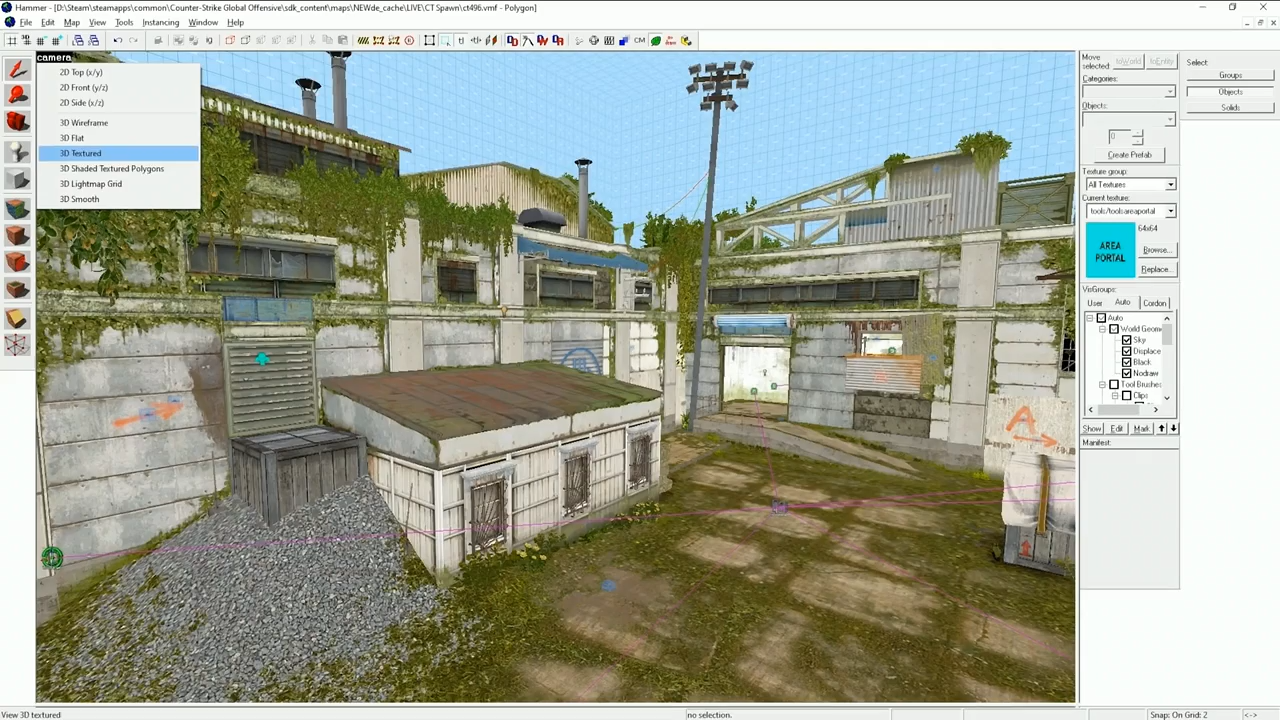 Hammer - [D:\Steam\steamapps\common\Counter-Strike Global Offensive\sdk_content\maps\NEWde_cache\LIVE\CT Spawn\ct496.vmf - Polygon]
File Edit Map View Tools Instancing Window Help
camera
2D Top (x/y)
2D Front (y/z)
2D Side (x/z)
3D Wireframe
3D Flat
3D Textured
3D Shaded Textured Polygons
3D Lightmap Grid
3D Smooth
A
Move selected:
toWorld
toEntity
Categories:
Objects:
0
Create Prefab
Texture group:
All Textures
Current texture:
tools/toolsareaportal
AREA
PORTAL
64x64
Browse...
Replace...
VisGroups:
User Auto Cordon
Auto
World Geom
Sky
Displace
Black
Nodraw
Tool Brushes
Clips
Show Edit Mark
Manifest:
Select:
Groups
Objects
Solids
View 3D textured
no selection.
Snap: On Grid: 2
<->